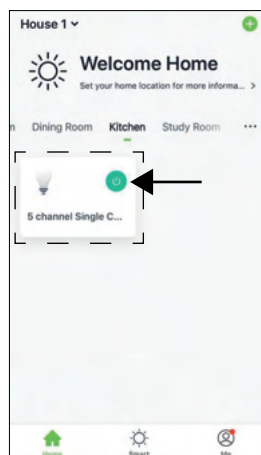 House 1
Welcome Home
Set your home location for more informa... >
n Dining Room Kitchen Study Room ...
5 channel Single C...
Home Smart Me